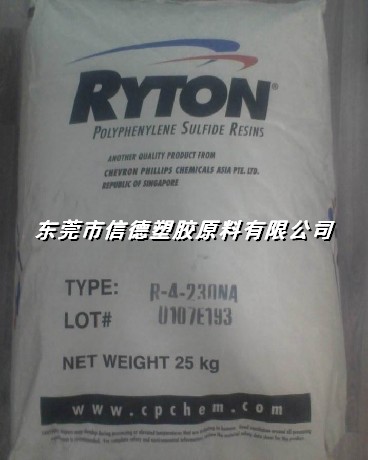 RYTON®
POLYPHENYLENE SULFIDE RESINS
ANOTHER QUALITY PRODUCT FROM
CHEVRON PHILLIPS CHEMICALS ASIA PTE. LTD.
REPUBLIC OF SINGAPORE
东莞市信德塑胶原料有限公司
TYPE: R-4-230NA
LOT# 0107E193
NET WEIGHT 25 kg
www.cpchem.com